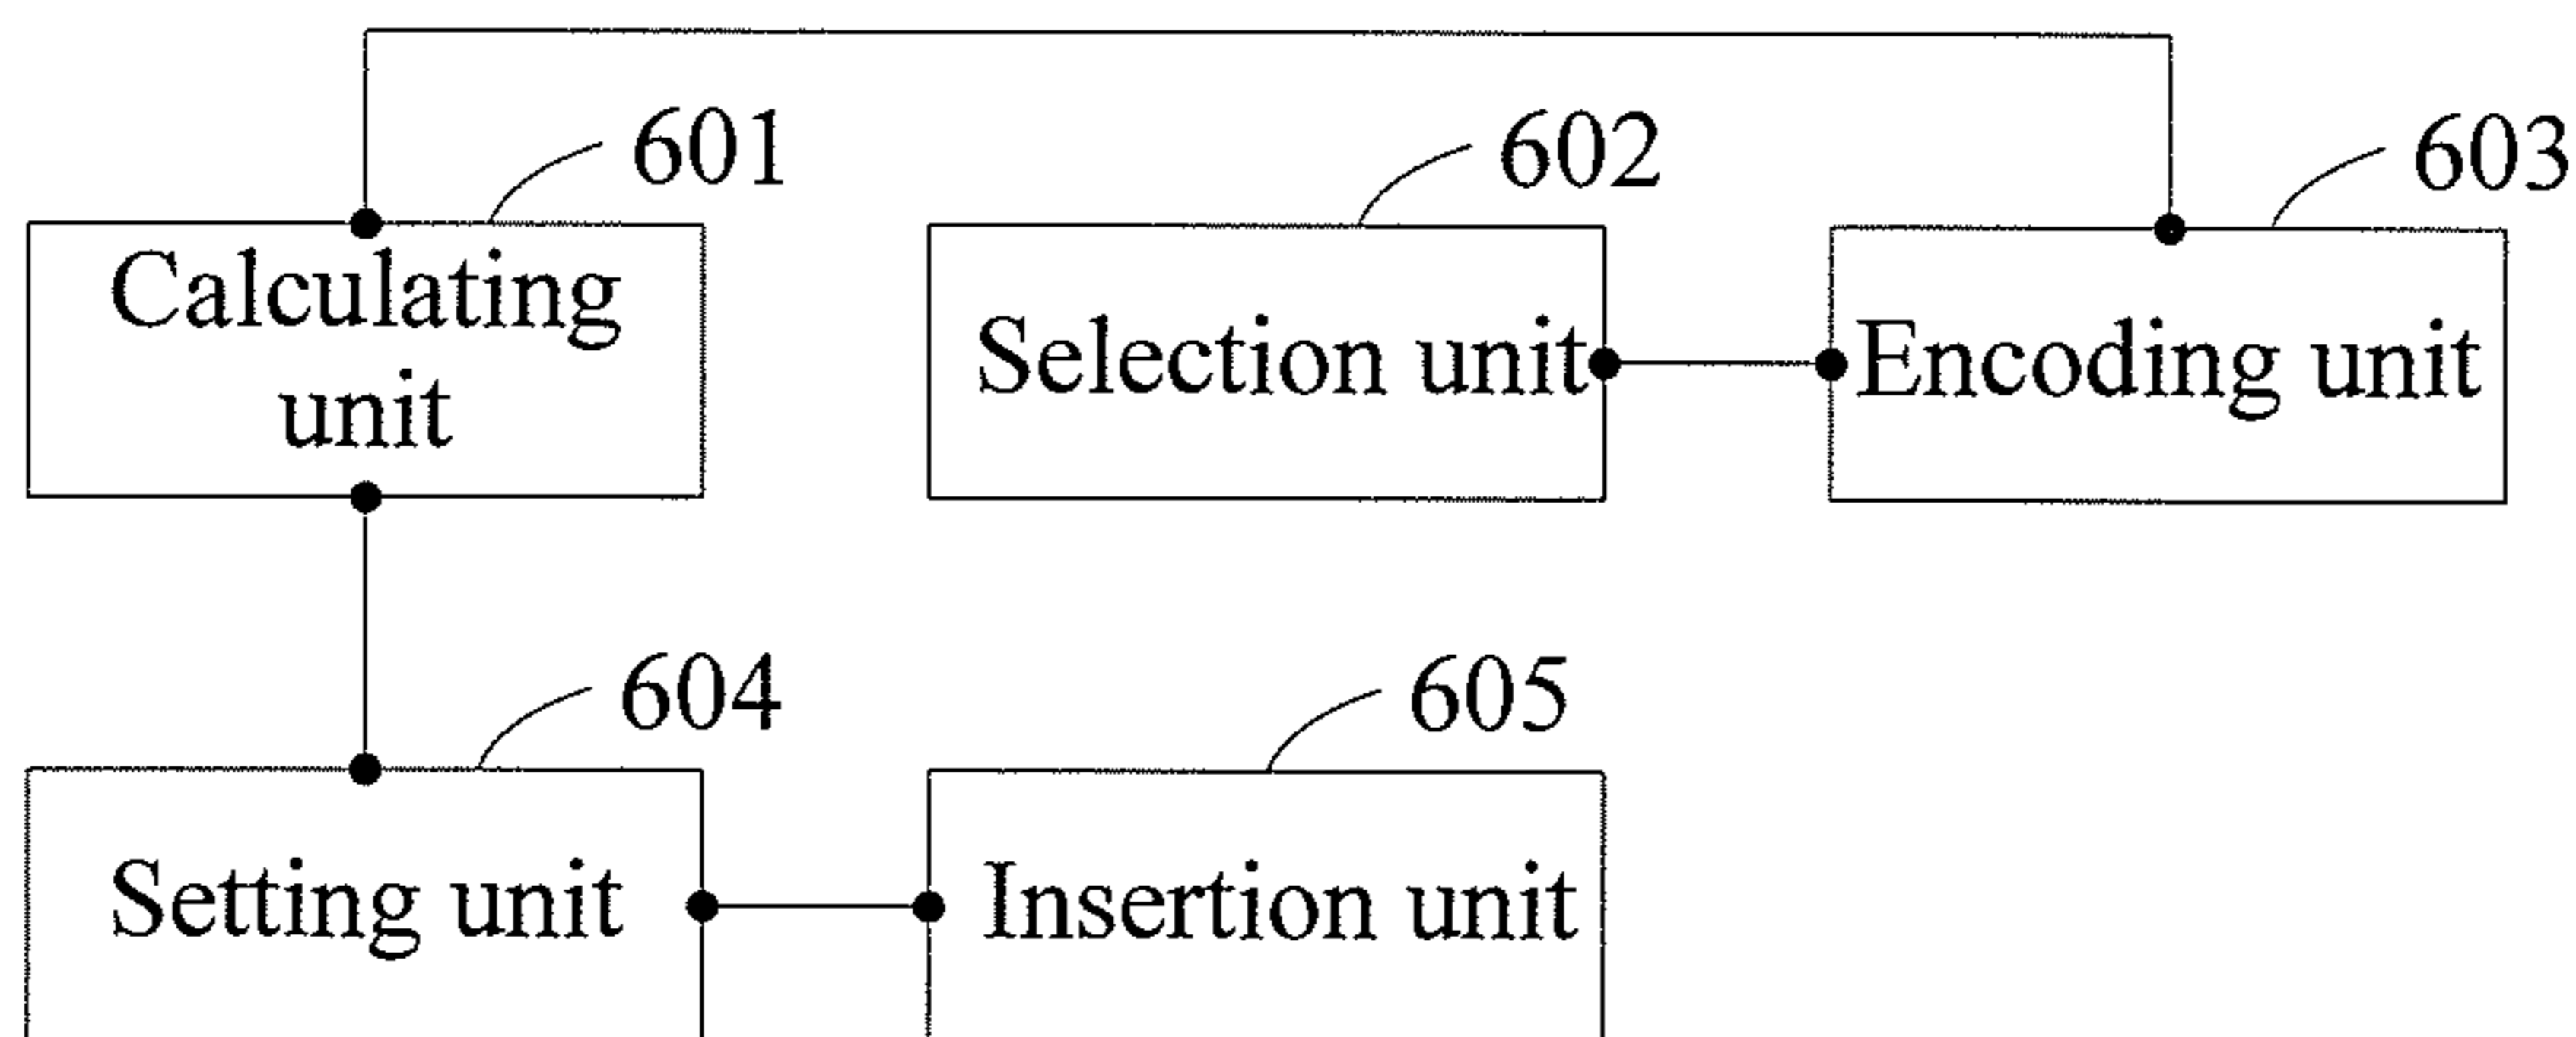 601
602
603
Calculating
unit
Selection unit
Encoding unit
604
605
Setting unit
Insertion unit